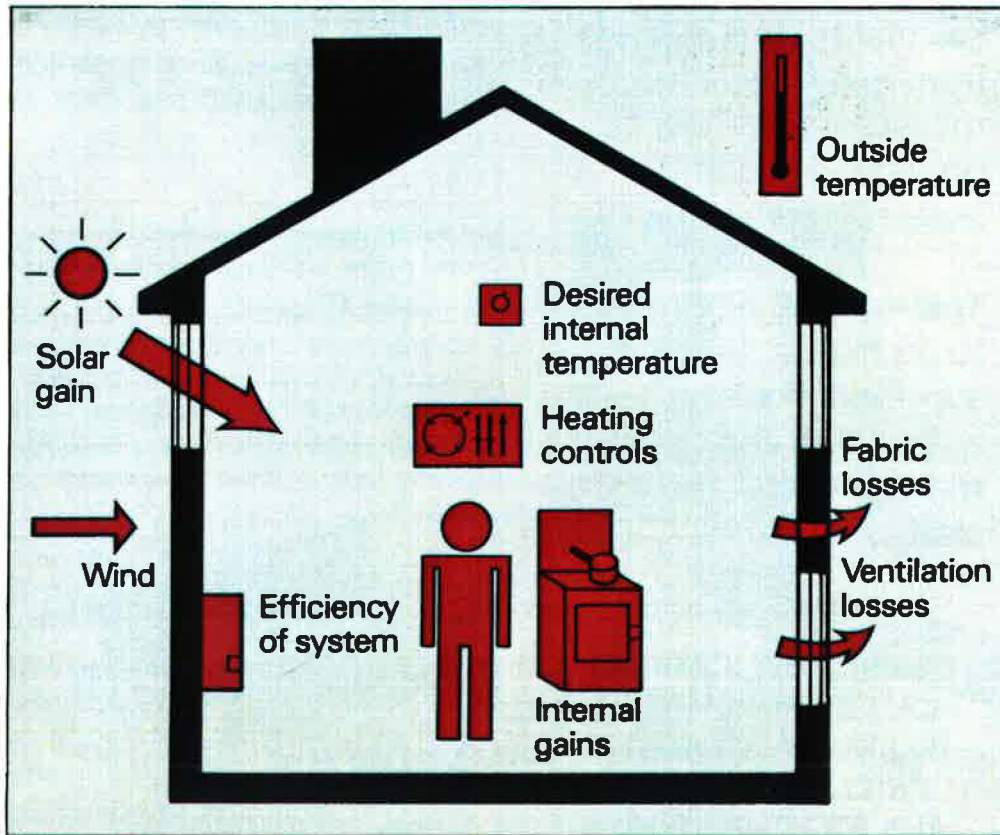 Outside
temperature
Desired
internal
temperature
Solar
gain
Heating
controls
Fabric
losses
Wind
Ventilation
losses
Efficiency
of system
Internal
gains